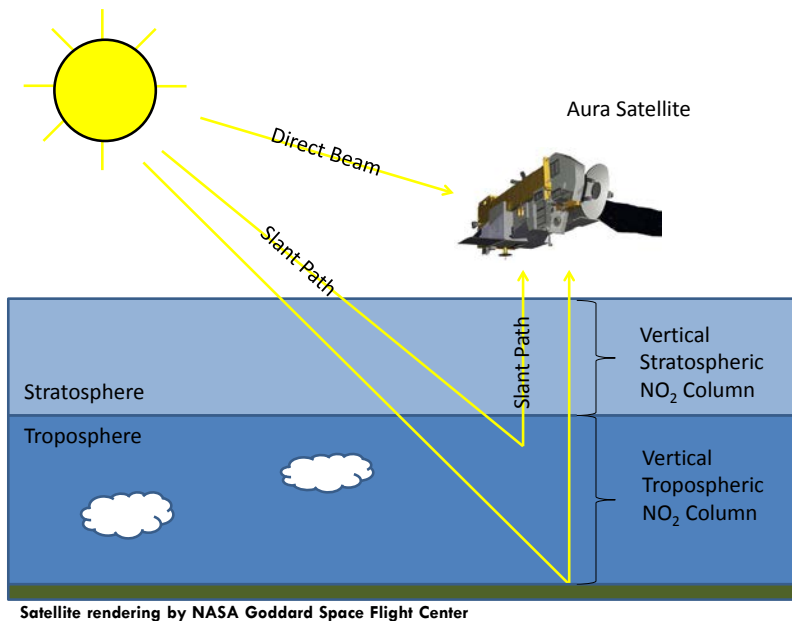 Aura Satellite
Direct Beam
Slant Path
Slant Path
Stratosphere
Vertical
Stratospheric
NO₂ Column
Troposphere
Vertical
Tropospheric
NO₂ Column
Satellite rendering by NASA Goddard Space Flight Center